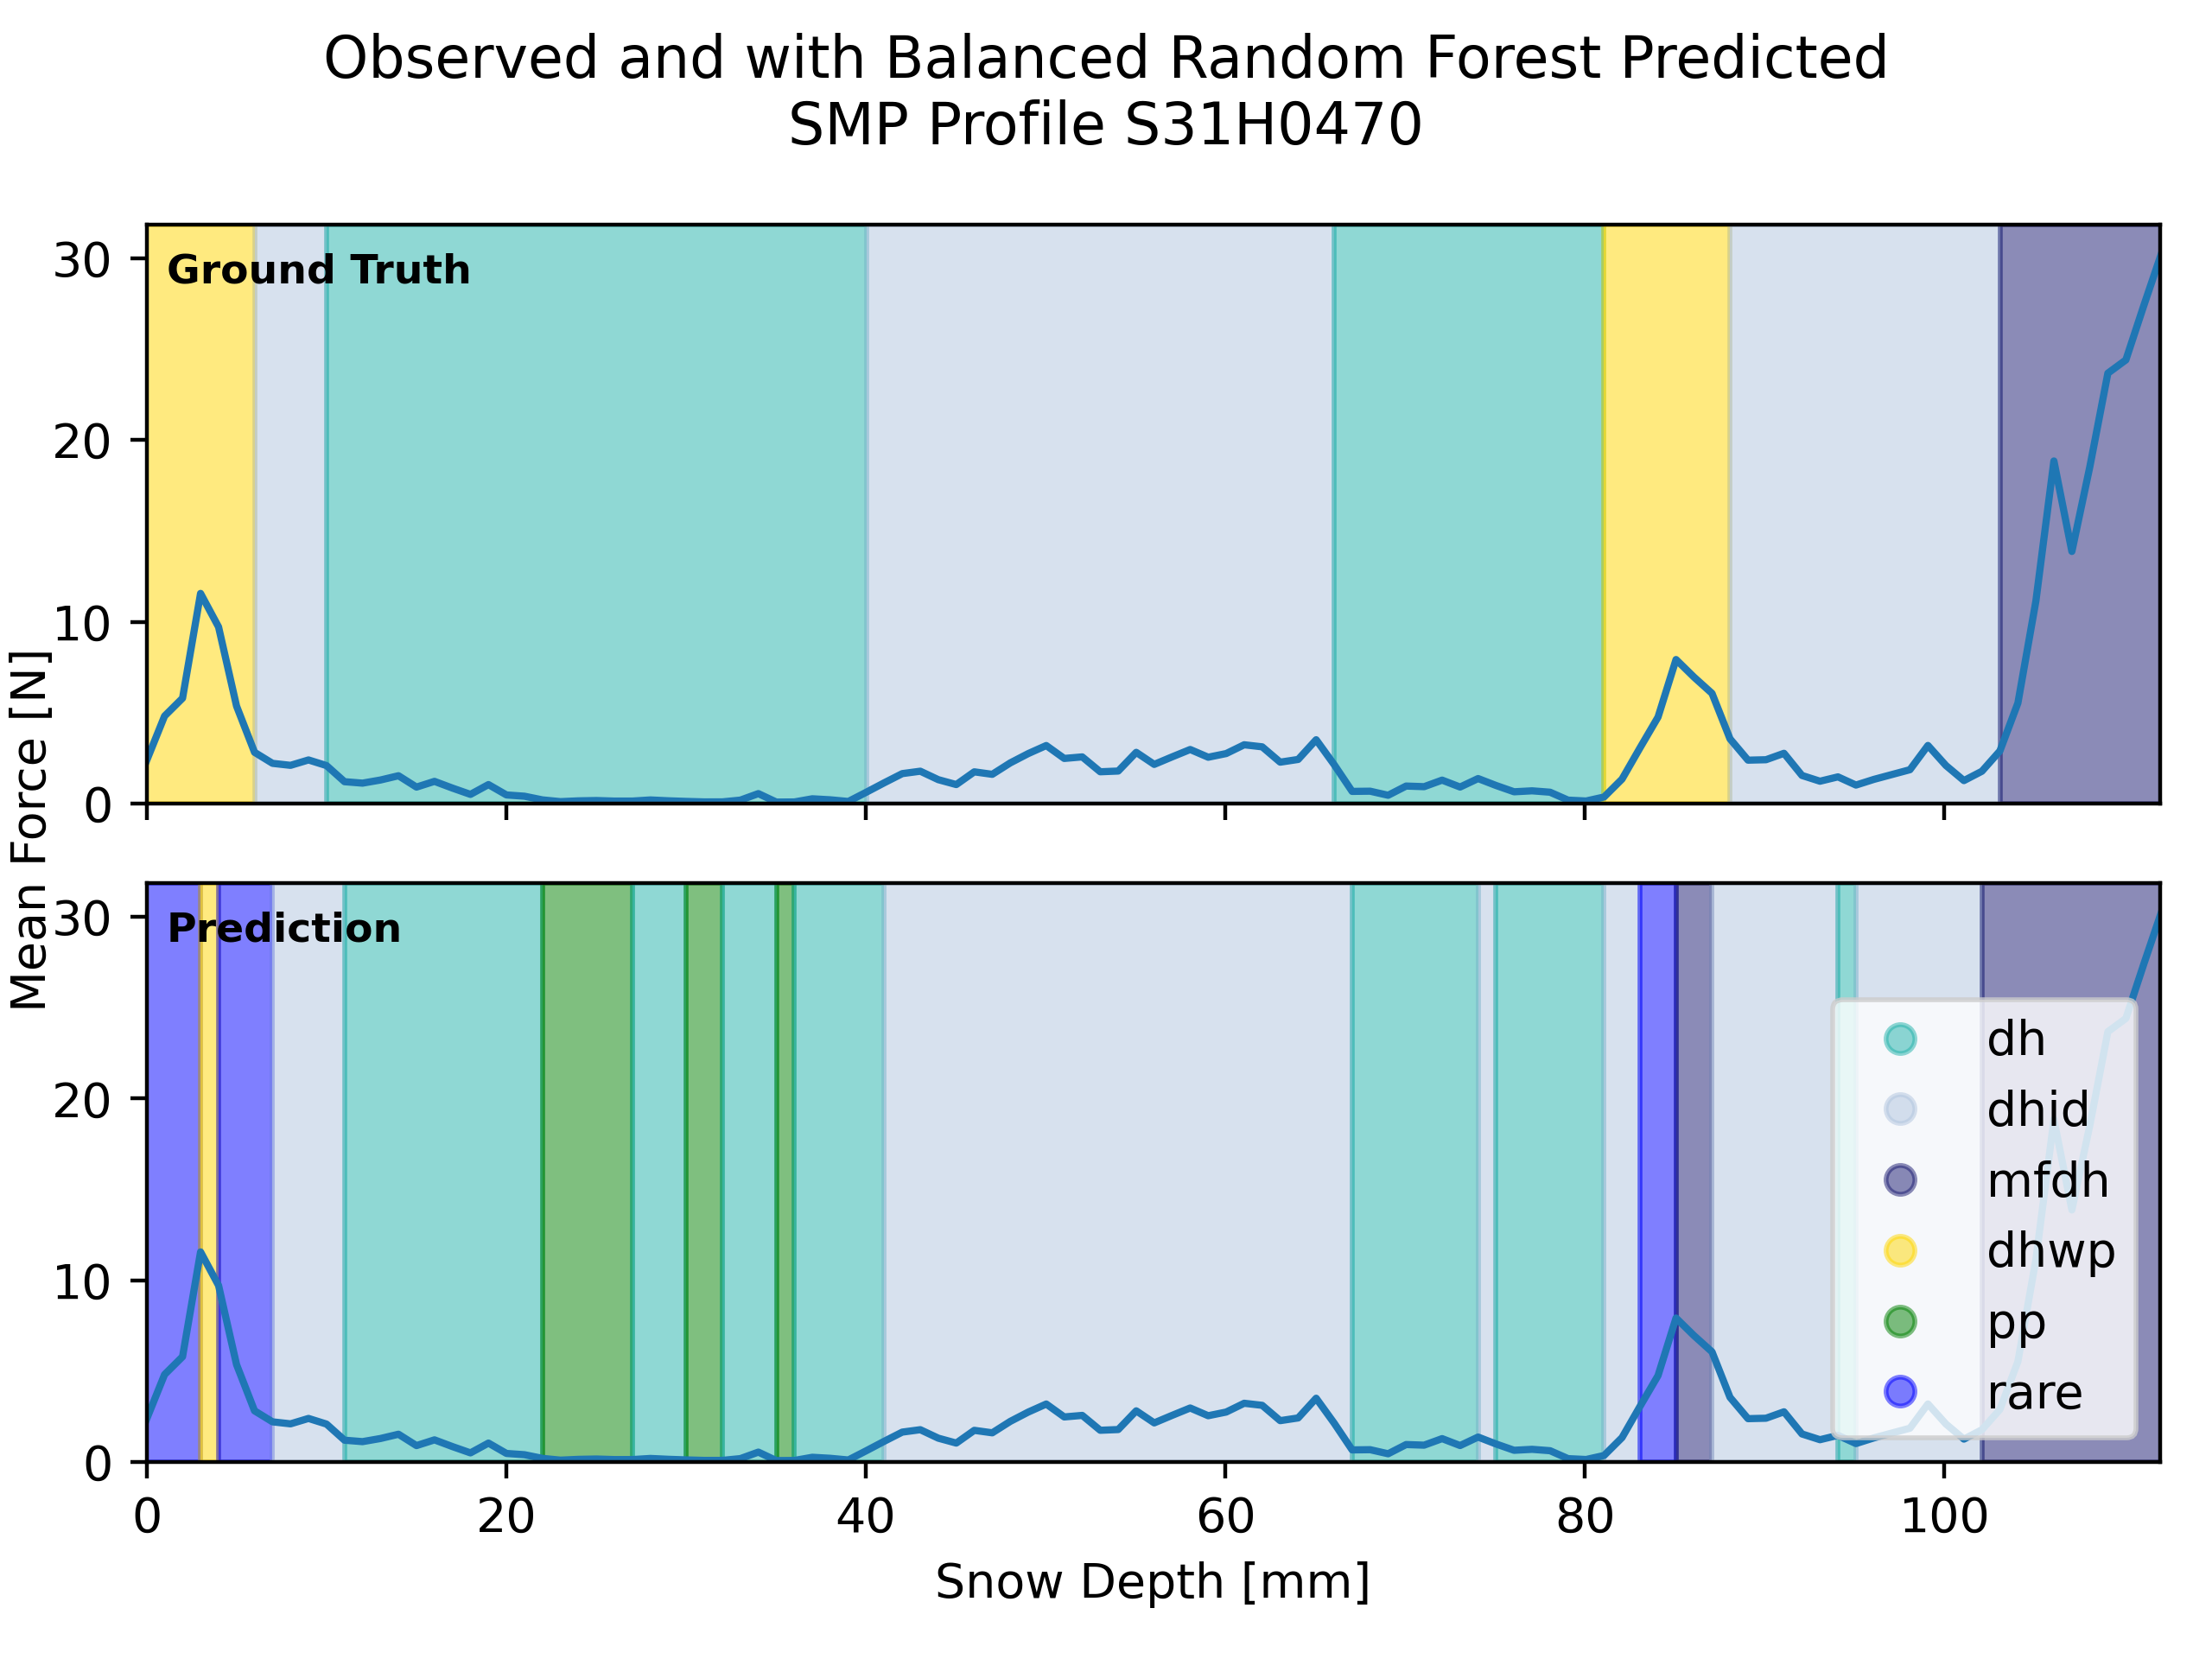 Observed and with Balanced Random Forest Predicted
SMP Profile S31H0470
Mean Force [N]
30
20
10
0
Ground Truth
30
20
10
0
Prediction
dh
dhid
mfdh
dhwp
pp
rare
0 20 40 60 80 100
Snow Depth [mm]